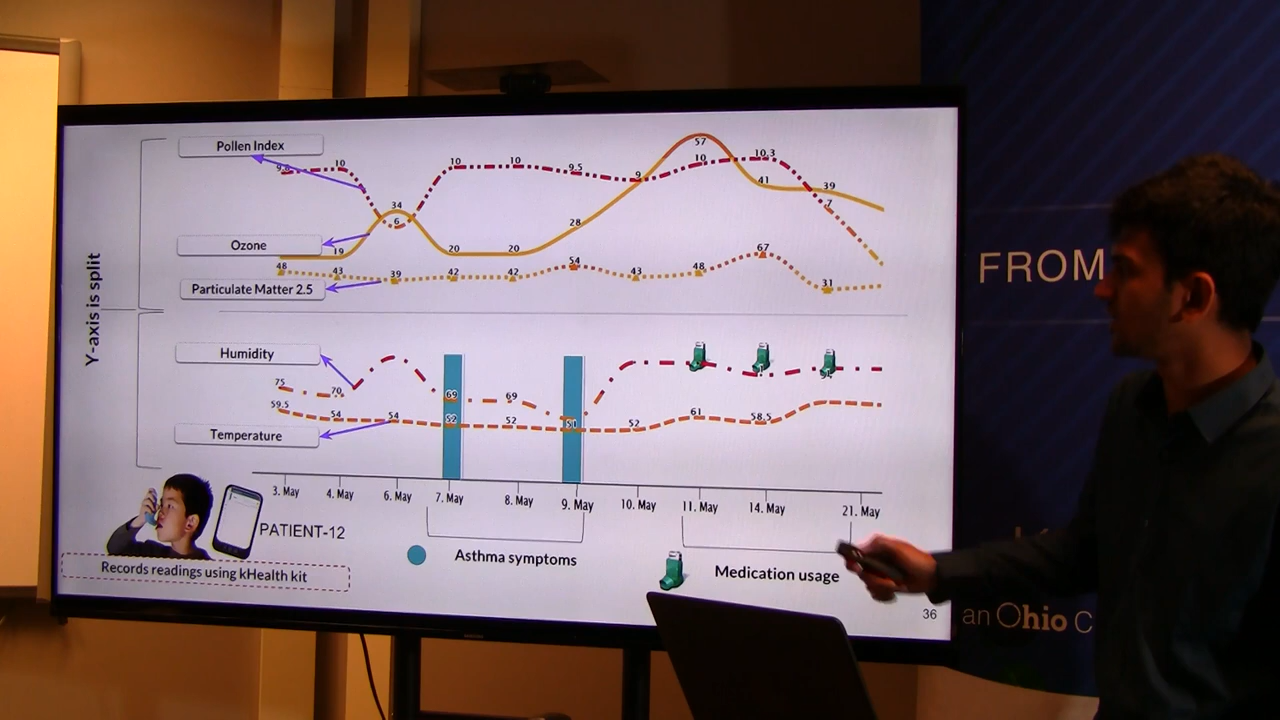 Pollen Index
Ozone
Particulate Matter 2.5
Y-axis is split
Humidity
Temperature
10 10 10 9.5 9 57 10 10.3 41 39 7
19 34 6 20 20 28
48 43 39 42 42 54 43 48 67 31
75 70 69 69 51
59.5 54 54 52 52 52 61 58.5
3. May 4. May 6. May 7. May 8. May 9. May 10. May 11. May 14. May 21. May
PATIENT-12
Records readings using kHealth kit
Asthma symptoms
Medication usage
36
FROM
an Ohio C